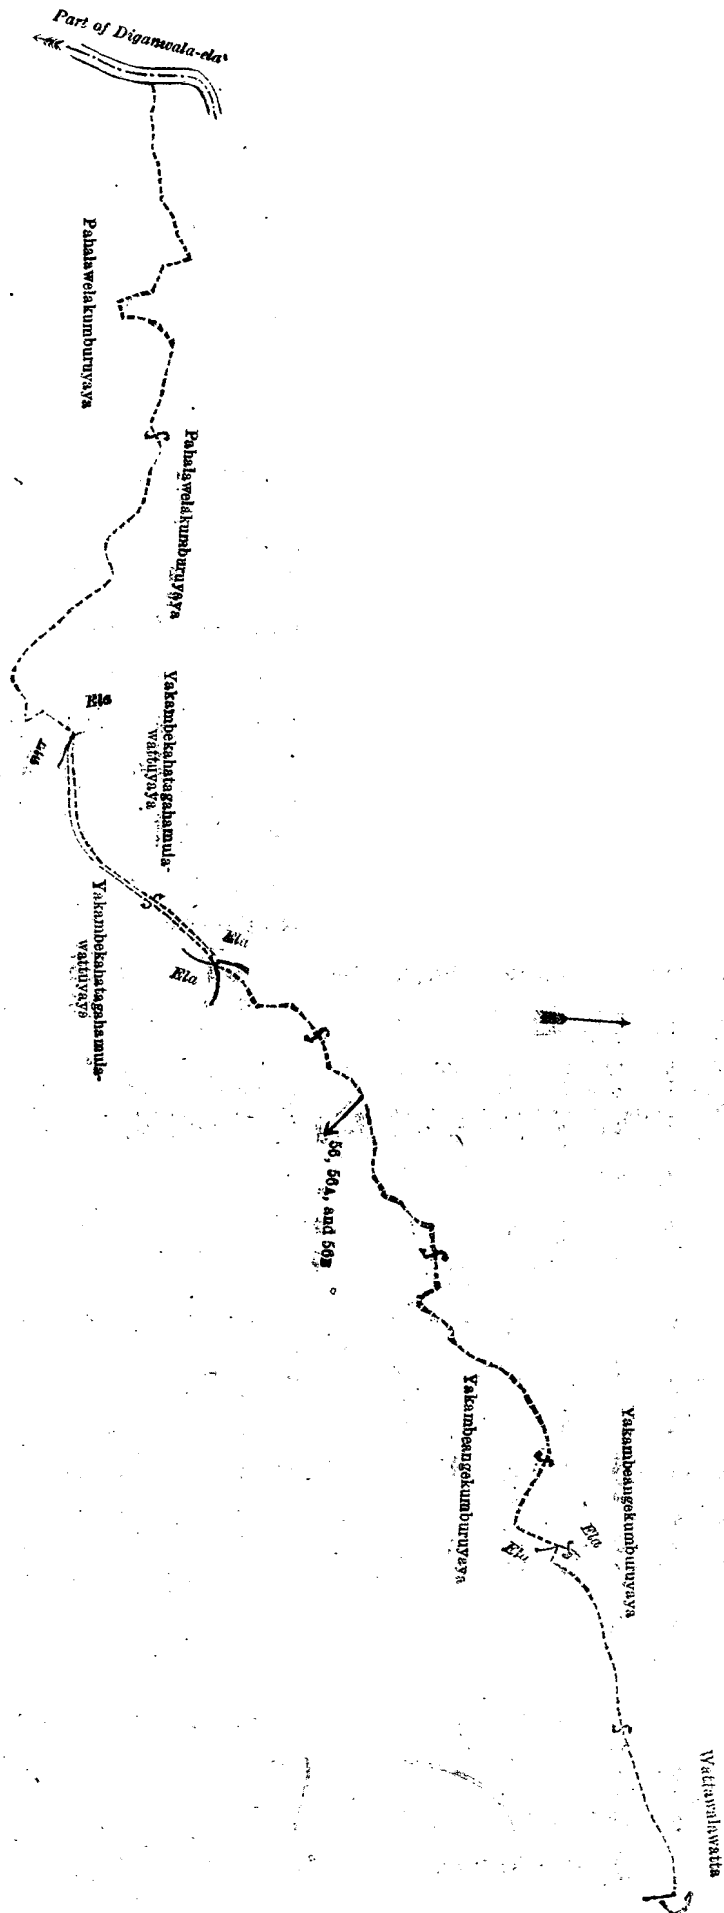 Part of Diganwala-ela
Pahalawelakumburuyaya
Pahalawelakumburuyaya
Ela
Ela
Yakambekahatagahamula-
wattuyaya
Yakambekahatagahamula-
wattuyaya
Ela
Ela
56, 56A, and 56B
Yakambeangekumburuyaya
Yakambeangekumburuyaya
Ela
Ela
Wattawalawatta